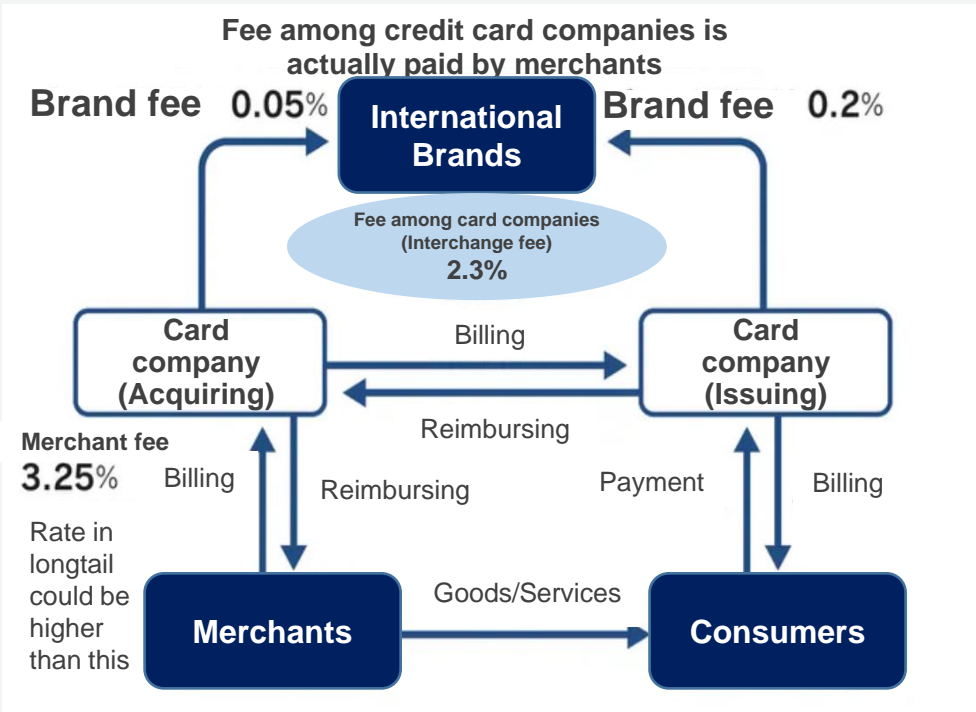 Fee among credit card companies is
actually paid by merchants
Brand fee 0.05%
International
Brands
Brand fee 0.2%
Fee among card companies
(Interchange fee)
2.3%
Card
company
(Acquiring)
Billing
Card
company
(Issuing)
Reimbursing
Merchant fee
3.25%
Billing
Reimbursing
Payment
Billing
Rate in
longtail
could be
higher
than this
Goods/Services
Merchants
Consumers